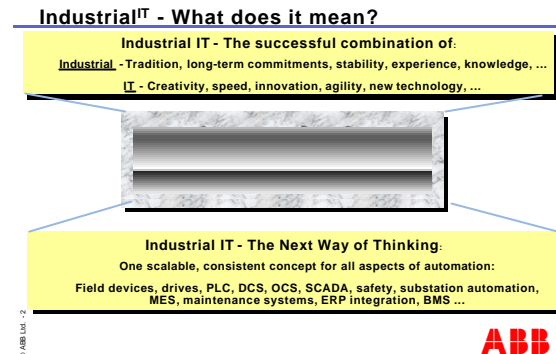 Industrial^IT - What does it mean?
Industrial IT - The successful combination of:
Industrial - Tradition, long-term commitments, stability, experience, knowledge, ...
IT - Creativity, speed, innovation, agility, new technology, ...
Industrial IT - The Next Way of Thinking:
One scalable, consistent concept for all aspects of automation:
Field devices, drives, PLC, DCS, OCS, SCADA, safety, substation automation,
MES, maintenance systems, ERP integration, BMS ...
© ABB Ltd. - 2
ABB